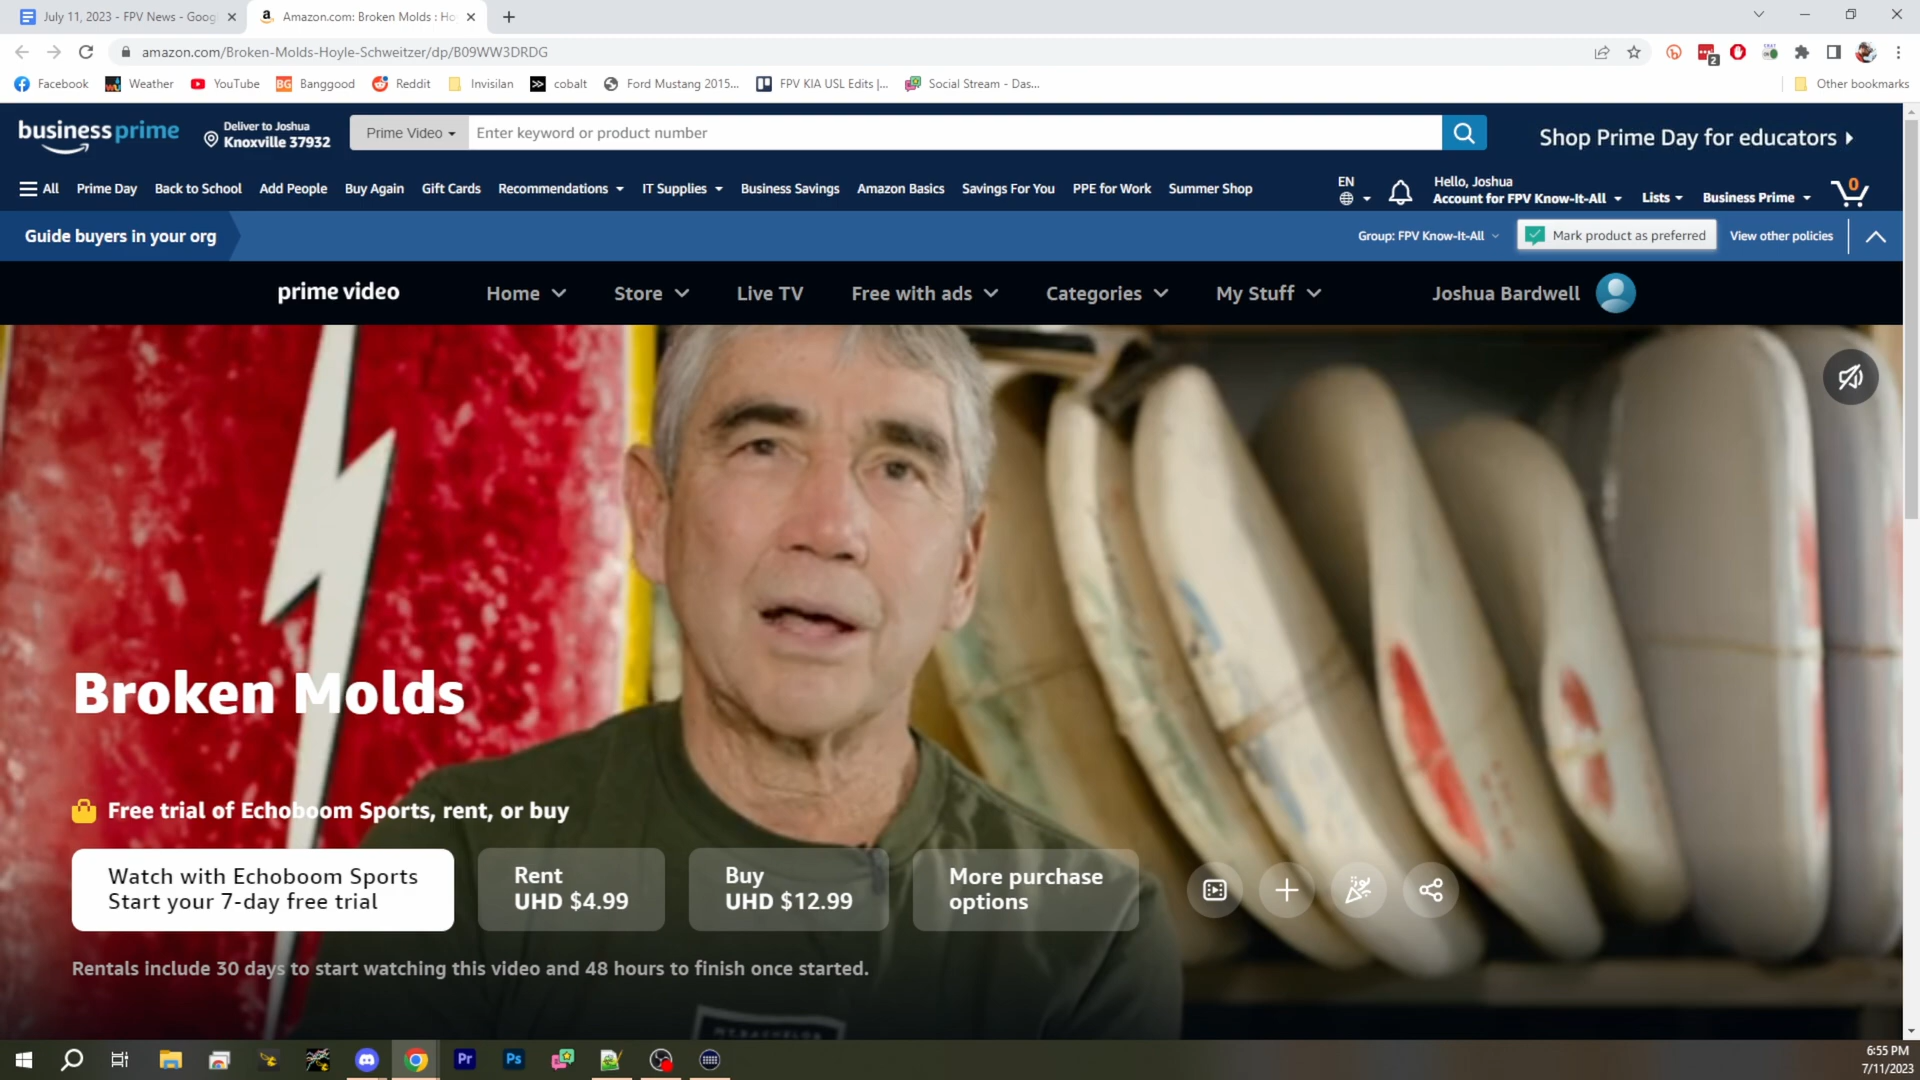 July 11, 2023 - FPV News - Goog
Amazon.com: Broken Molds : Ho
amazon.com/Broken-Molds-Hoyle-Schweitzer/dp/B09WW3DRDG
2
Facebook
Weather
YouTube
BG Banggood
Reddit
Invisilan
cobalt
Ford Mustang 2015...
FPV KIA USL Edits |...
Social Stream - Das...
Other bookmarks
business prime
Deliver to Joshua
Knoxville 37932
Prime Video
Enter keyword or product number
Shop Prime Day for educators
All
Prime Day
Back to School
Add People
Buy Again
Gift Cards
Recommendations
IT Supplies
Business Savings
Amazon Basics
Savings For You
PPE for Work
Summer Shop
EN
Hello, Joshua
Account for FPV Know-It-All
Lists
Business Prime
0
Guide buyers in your org
Group: FPV Know-It-All
Mark product as preferred
View other policies
prime video
Home
Store
Live TV
Free with ads
Categories
My Stuff
Joshua Bardwell
Broken Molds
Free trial of Echoboom Sports, rent, or buy
Watch with Echoboom Sports
Start your 7-day free trial
Rent
UHD $4.99
Buy
UHD $12.99
More purchase
options
Rentals include 30 days to start watching this video and 48 hours to finish once started.
MT. BACHELOR
Pr
Ps
6:55 PM
7/11/2023